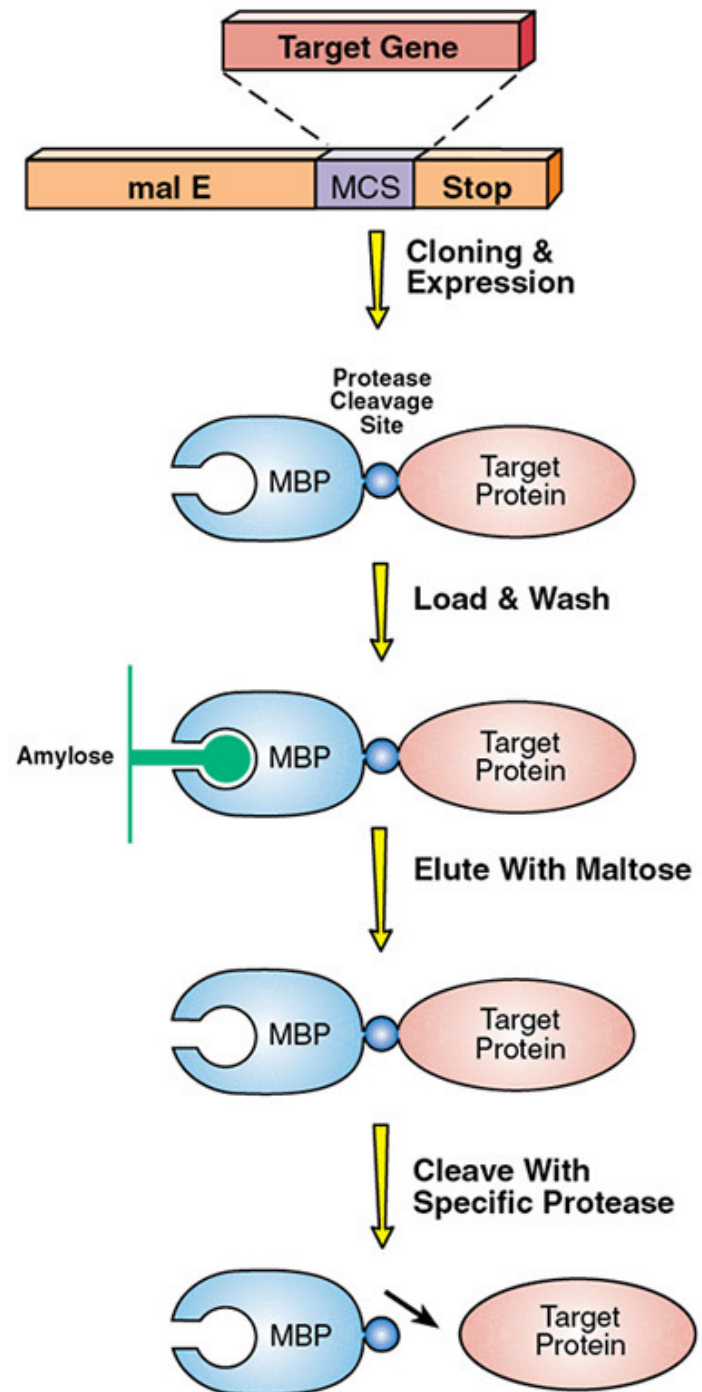 Target Gene
mal E MCS Stop
Cloning &
Expression
Protease
Cleavage
Site
MBP
Target
Protein
Load & Wash
Amylose
MBP
Target
Protein
Elute With Maltose
MBP
Target
Protein
Cleave With
Specific Protease
MBP
Target
Protein